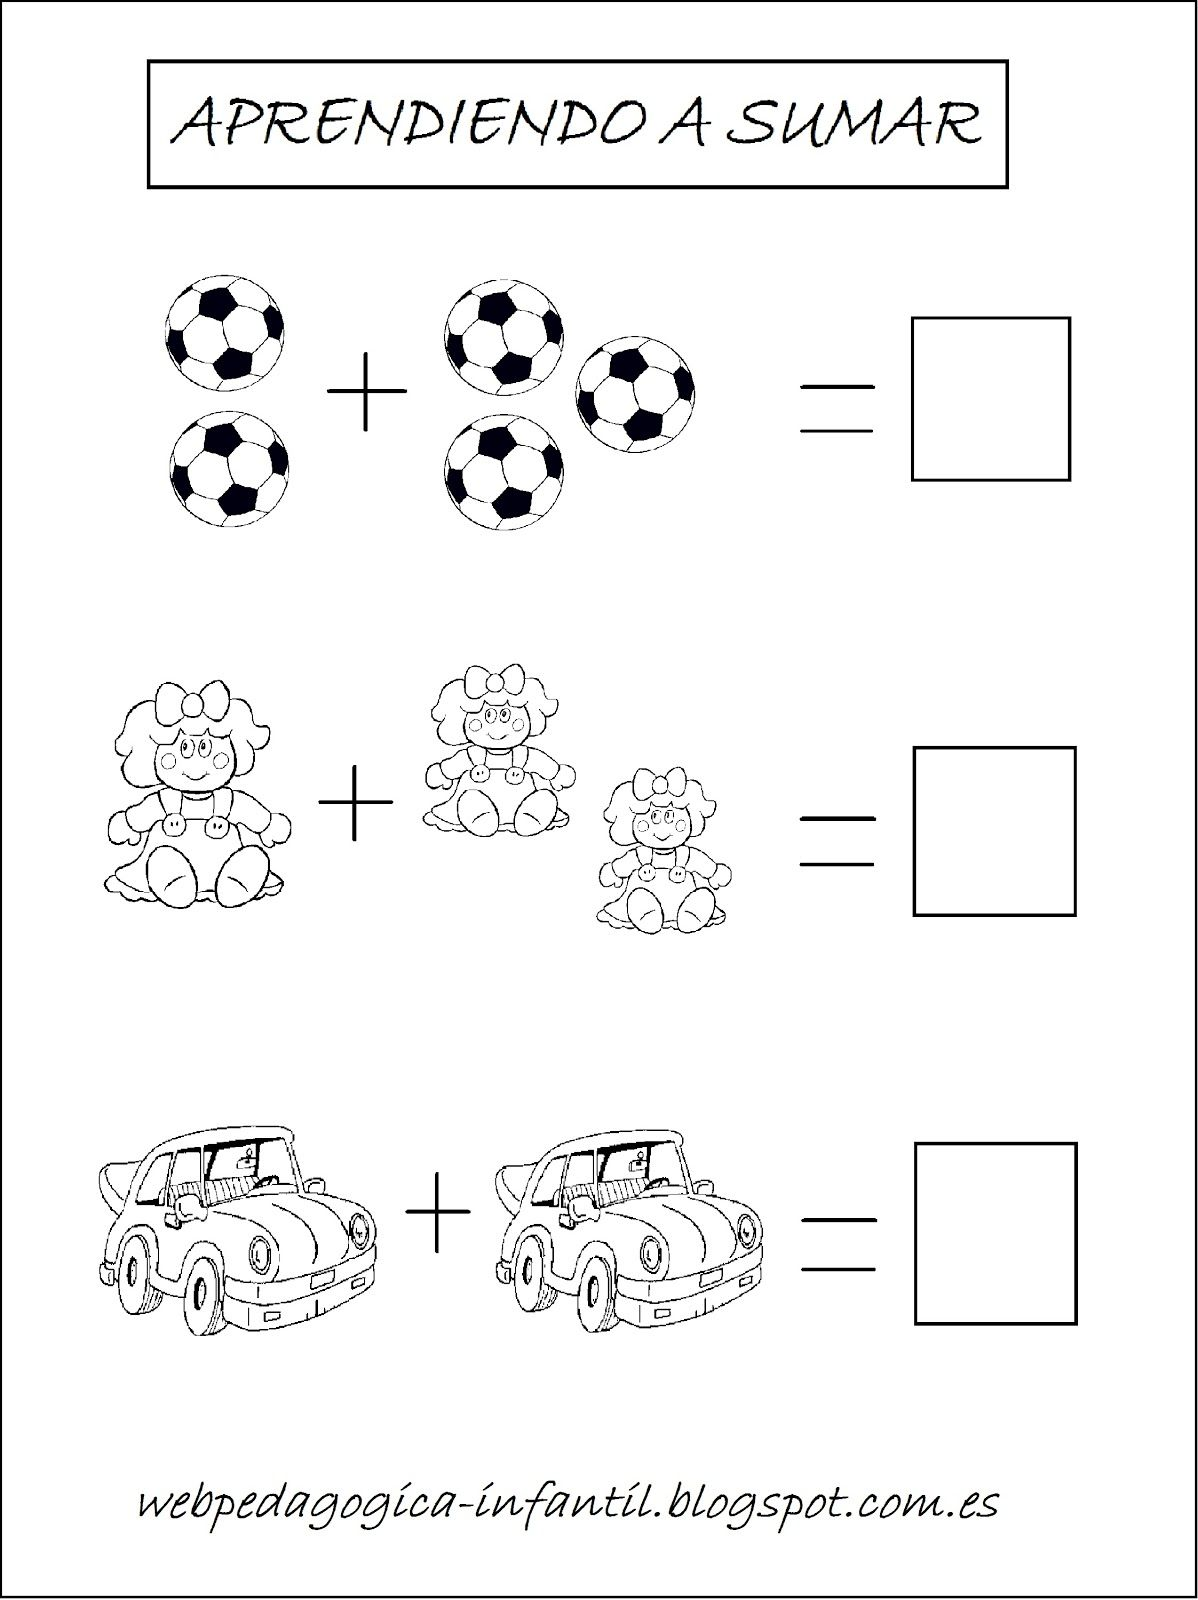 APRENDIENDO A SUMAR
+ =
+ =
+ =
webpedagogica-infantil.blogspot.com.es